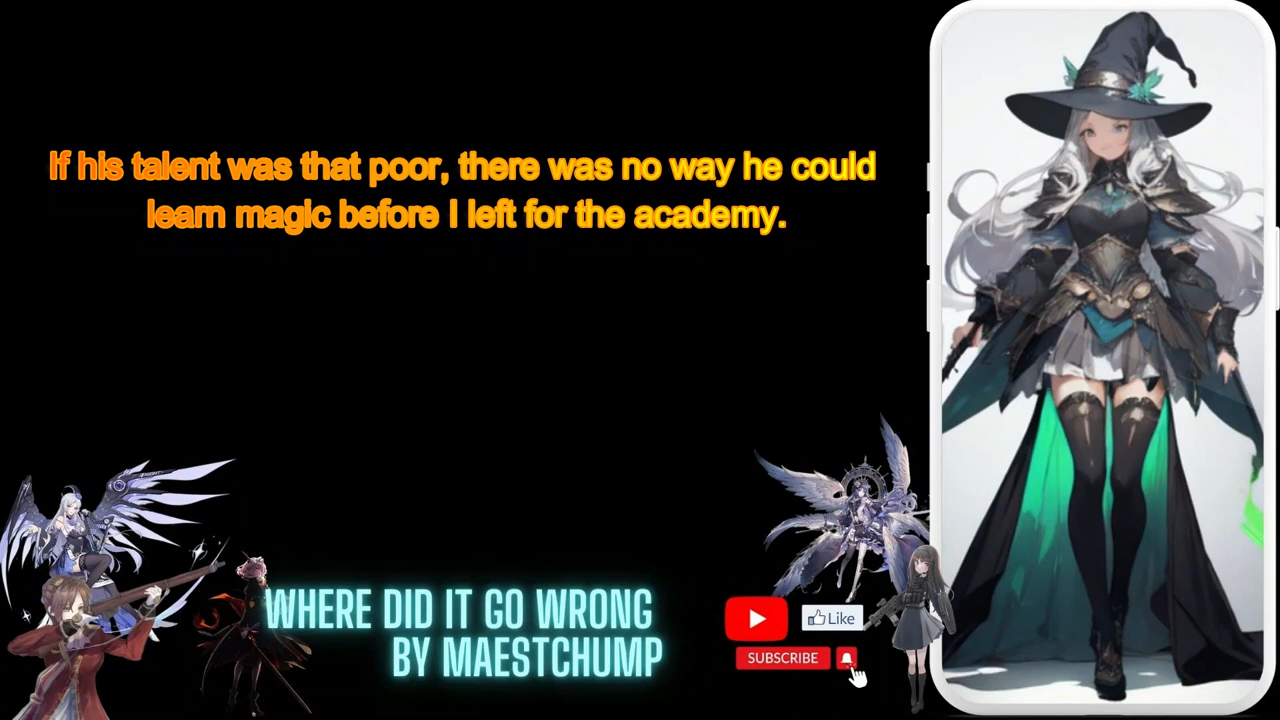 If his talent was that poor, there was no way he could
learn magic before I left for the academy.
WHERE DID IT GO WRONG
BY MAESTCHUMP
Like
SUBSCRIBE